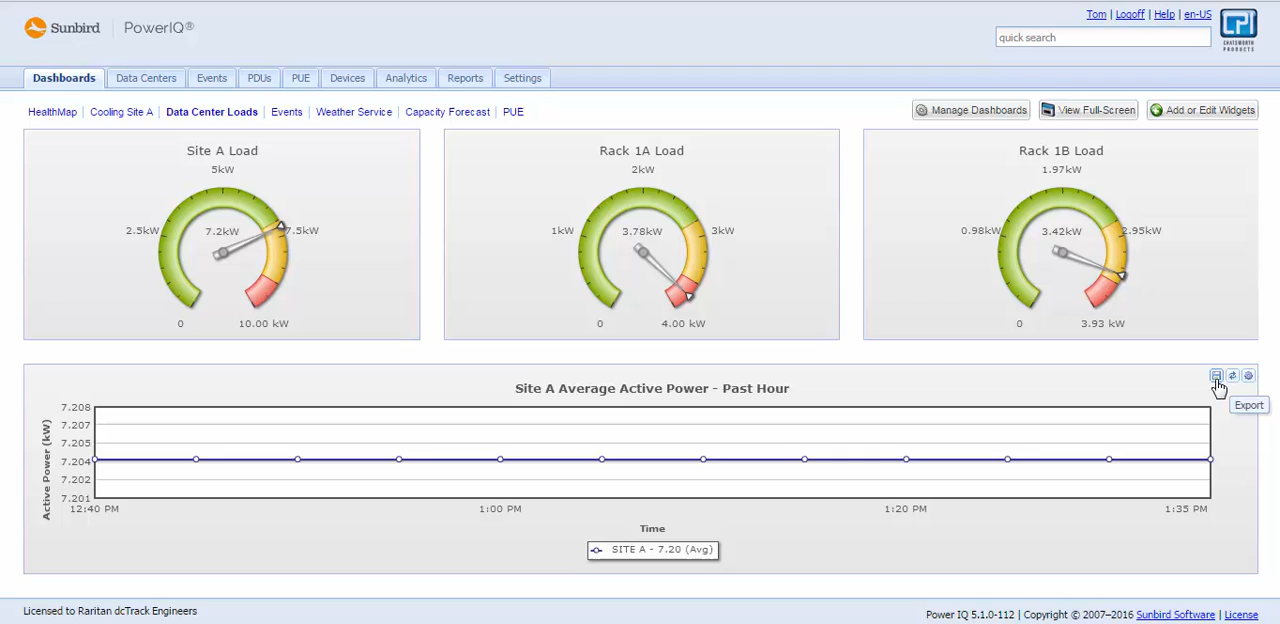 Sunbird PowerIQ®
Tom | Logoff | Help | en-US
quick search
CHATSWORTH
PRODUCTS
Dashboards Data Centers Events PDUs PUE Devices Analytics Reports Settings
HealthMap | Cooling Site A | Data Center Loads | Events | Weather Service | Capacity Forecast | PUE
Manage Dashboards View Full-Screen Add or Edit Widgets
Site A Load
5kW
2.5kW 7.2kW 7.5kW
0 10.00 kW
Rack 1A Load
2kW
1kW 3.78kW 3kW
0 4.00 kW
Rack 1B Load
1.97kW
0.98kW 3.42kW 2.95kW
0 3.93 kW
Site A Average Active Power - Past Hour
Export
Active Power (kW)
7.208
7.207
7.205
7.204
7.202
7.201
12:40 PM 1:00 PM 1:20 PM 1:35 PM
Time
SITE A - 7.20 (Avg)
Licensed to Raritan dcTrack Engineers
Power IQ 5.1.0-112 | Copyright © 2007–2016 Sunbird Software | License